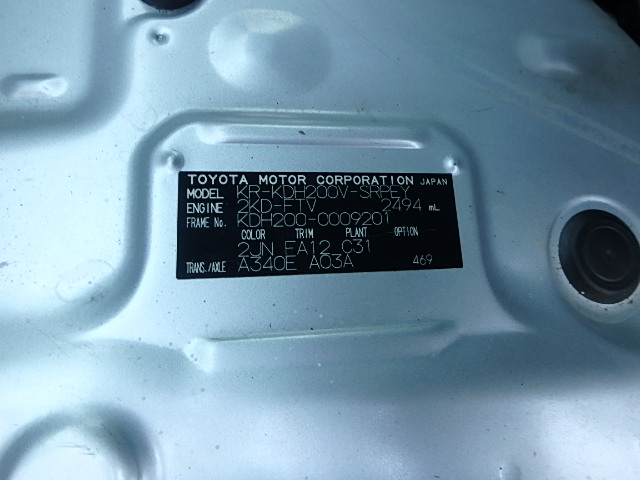 TOYOTA MOTOR CORPORATION JAPAN
MODEL KR-KDH200V-SRPEY
ENGINE 2KD-FTV 2494 mL
FRAME No. KDH200-0009201
COLOR TRIM PLANT OPTION
2JN FA12 C31
TRANS./AXLE A340E A03A 469